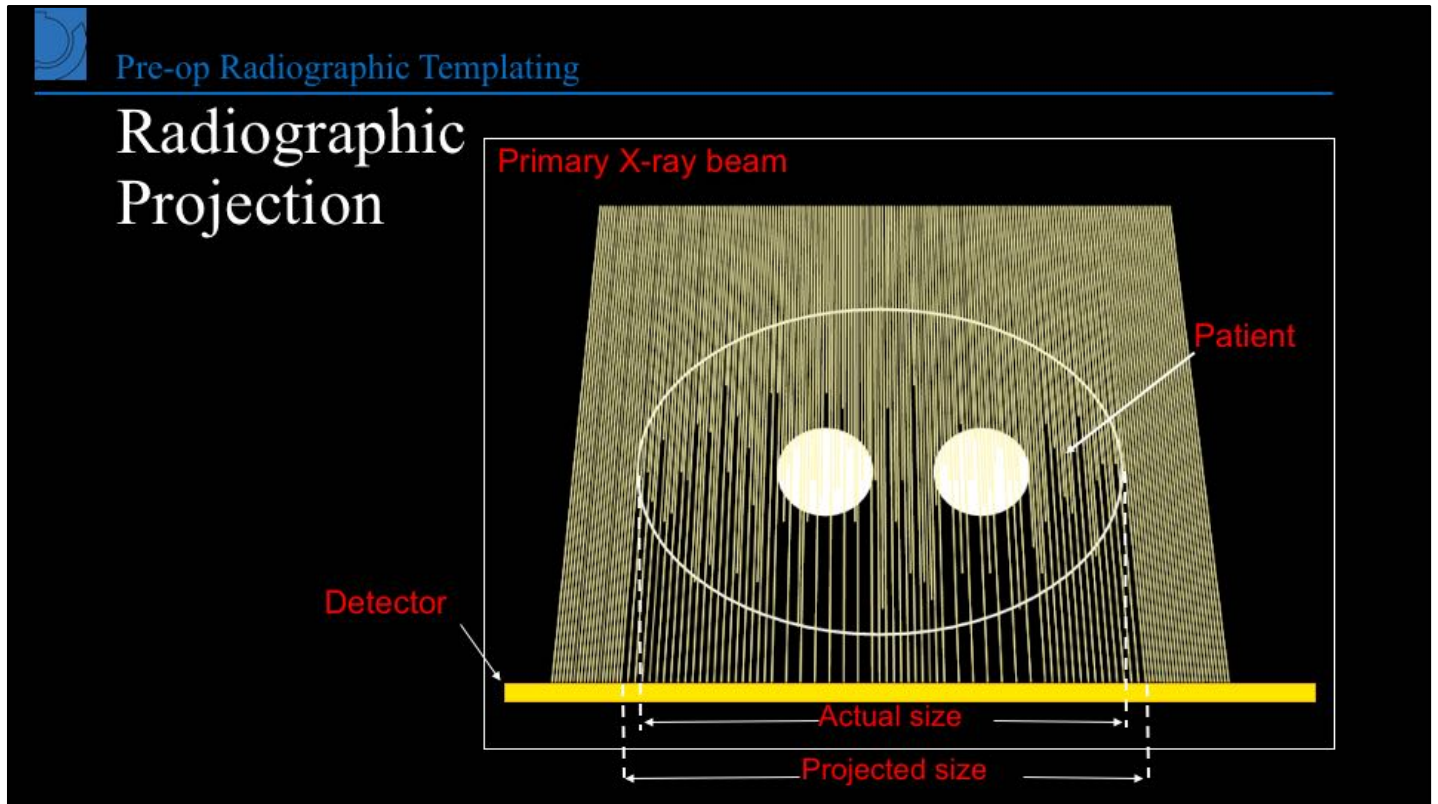 Pre-op Radiographic Templating
Radiographic
Projection
Primary X-ray beam
Patient
Detector
Actual size
Projected size